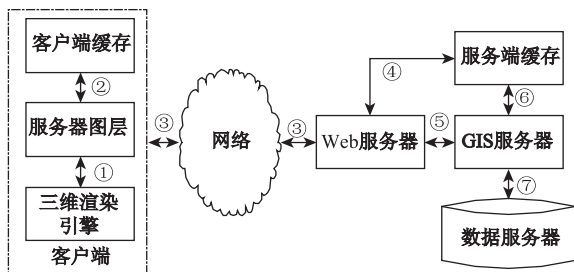 客户端缓存
②
服务器图层
①
三维渲染
引擎
客户端
③
网络
③
Web服务器
④
⑤
服务端缓存
⑥
GIS服务器
⑦
数据服务器